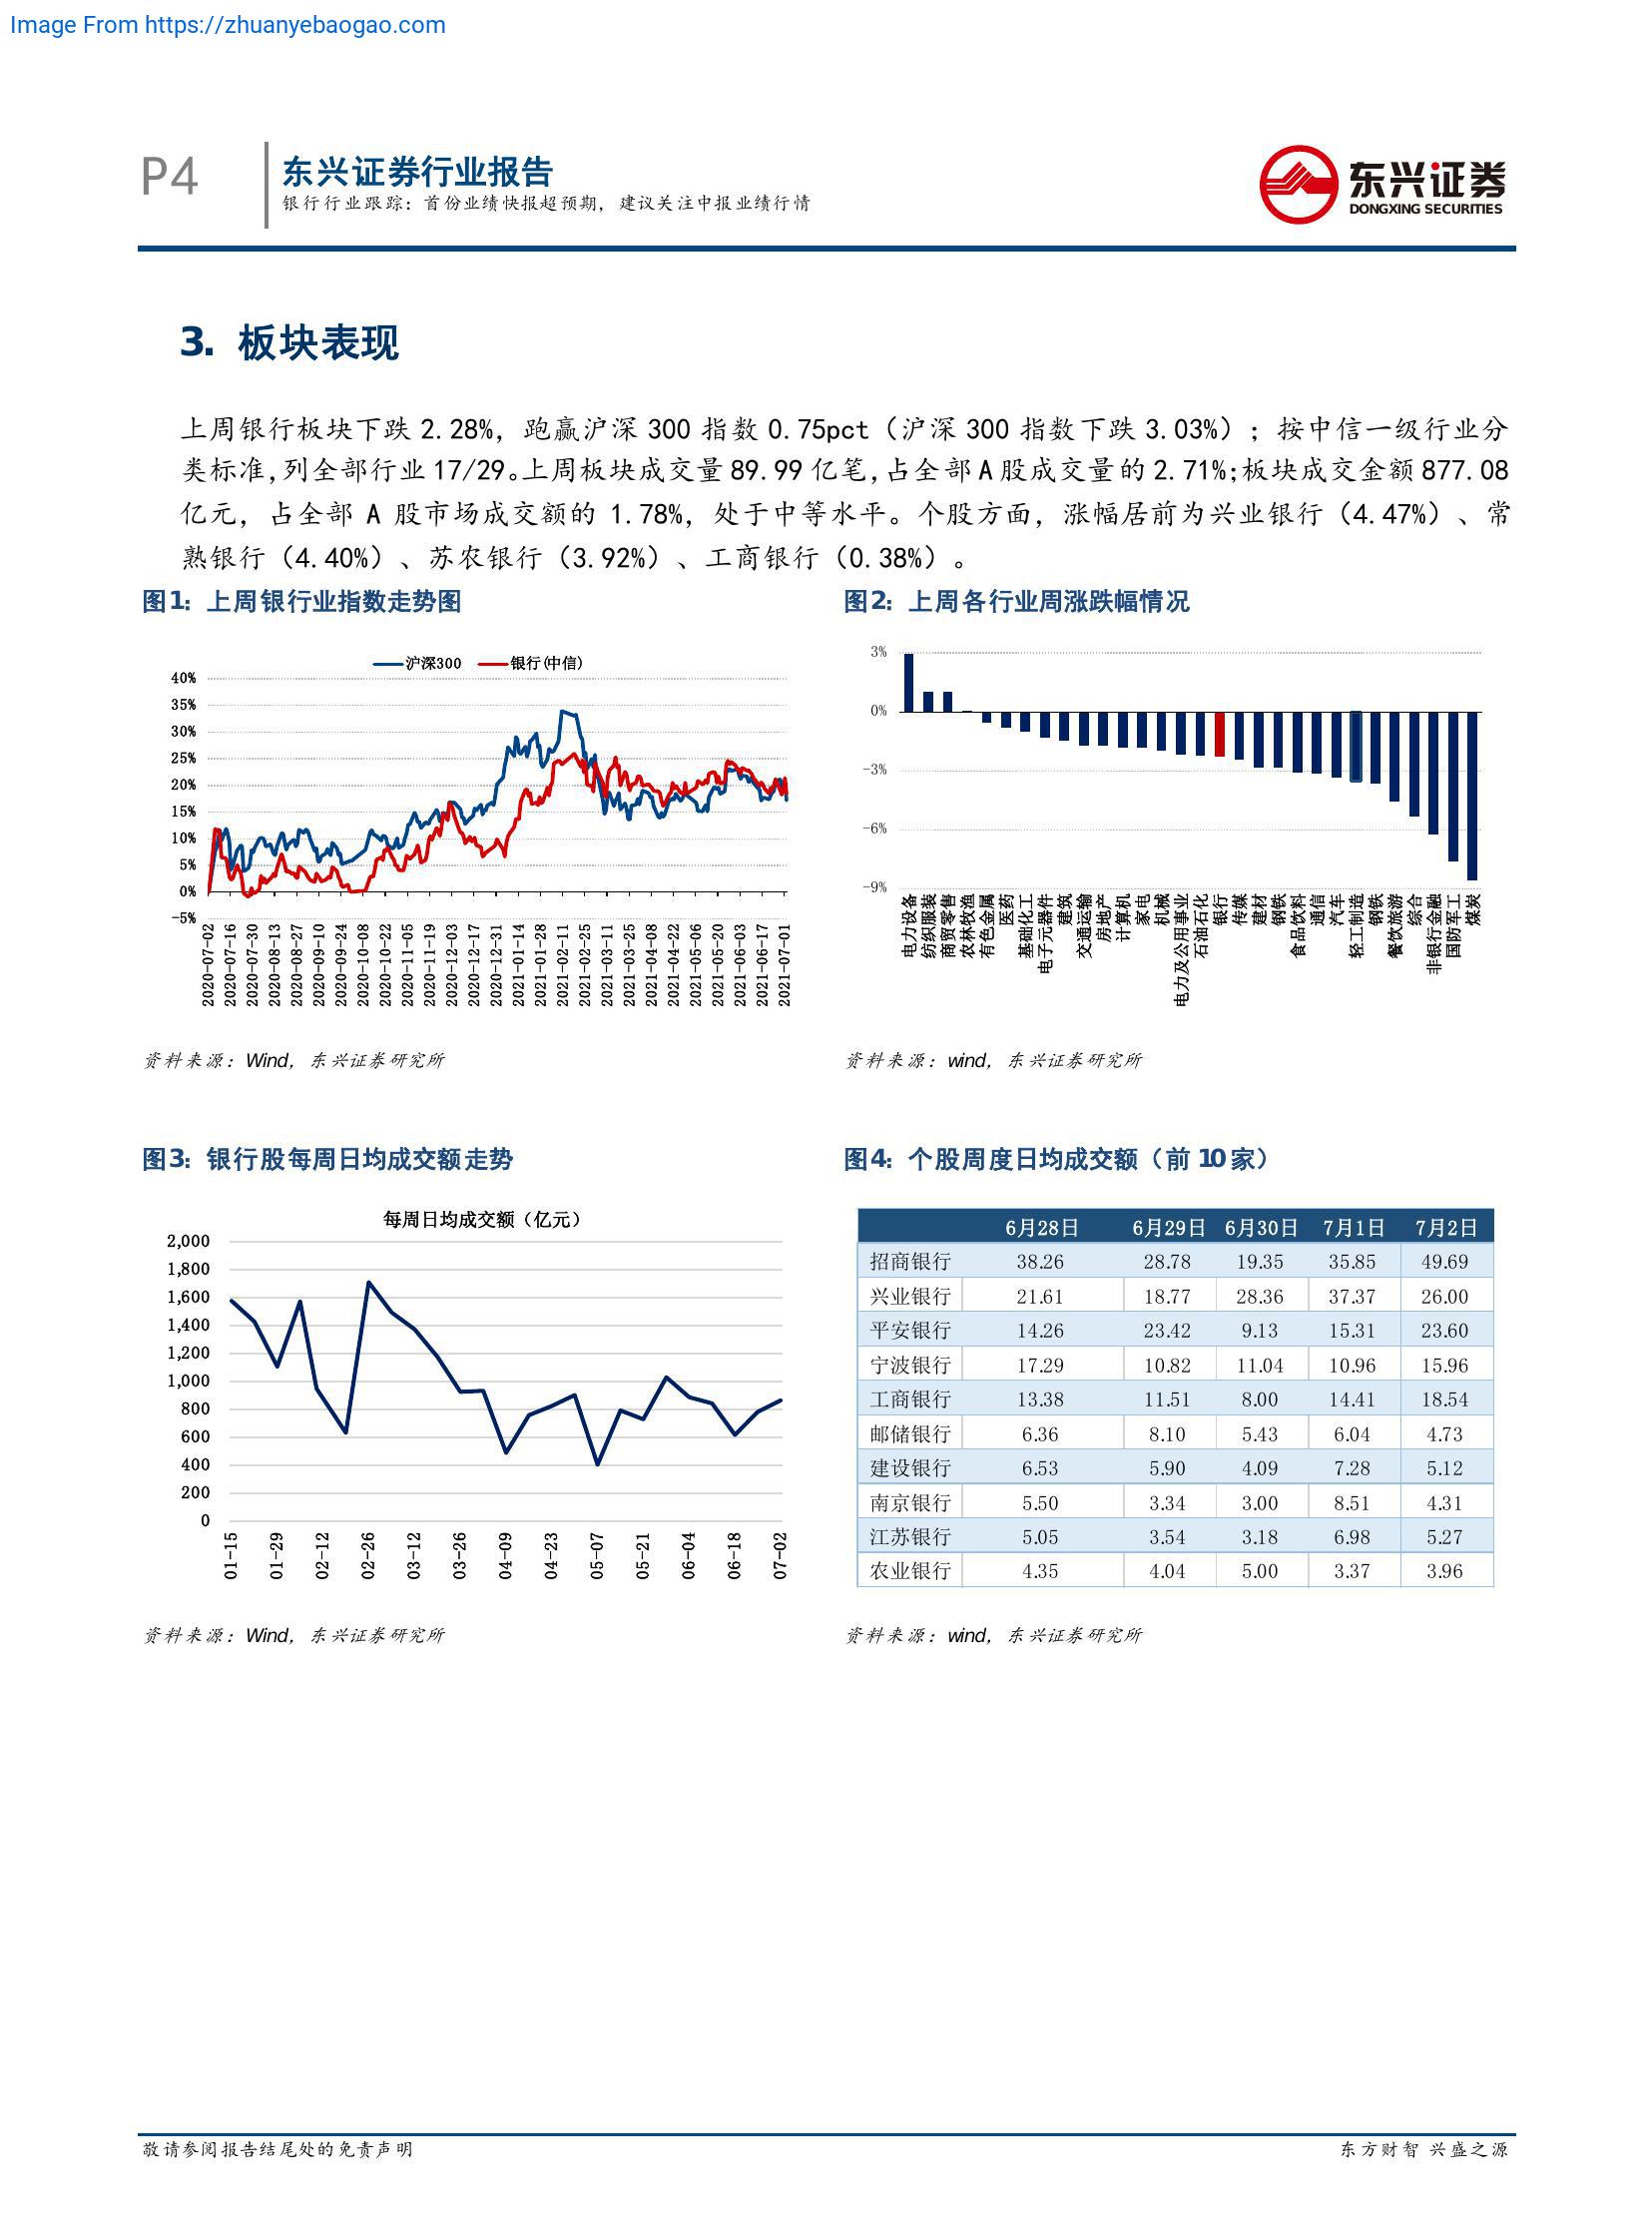 Image From https://zhuanyebaogao.com
P4
东兴证券行业报告
银行行业跟踪：首份业绩快报超预期，建议关注中报业绩行情
东兴证券
DONGXING SECURITIES
3. 板块表现
上周银行板块下跌 2.28%，跑赢沪深 300 指数 0.75pct（沪深 300 指数下跌 3.03%）；按中信一级行业分
类标准,列全部行业 17/29。上周板块成交量 89.99 亿笔,占全部 A 股成交量的 2.71%;板块成交金额 877.08
亿元，占全部 A 股市场成交额的 1.78%，处于中等水平。个股方面，涨幅居前为兴业银行（4.47%）、常
熟银行（4.40%）、苏农银行（3.92%）、工商银行（0.38%）。
图1：上周银行业指数走势图
沪深300 银行(中信)
40%
35%
30%
25%
20%
15%
10%
5%
0%
-5%
2020-07-02
2020-07-16
2020-07-30
2020-08-13
2020-08-27
2020-09-10
2020-09-24
2020-10-08
2020-10-22
2020-11-05
2020-11-19
2020-12-03
2020-12-17
2020-12-31
2021-01-14
2021-01-28
2021-02-11
2021-02-25
2021-03-11
2021-03-25
2021-04-08
2021-04-22
2021-05-06
2021-05-20
2021-06-03
2021-06-17
2021-07-01
资料来源：Wind，东兴证券研究所
图2：上周各行业周涨跌幅情况
3%
0%
-3%
-6%
-9%
电力设备
纺织服装
商贸零售
农林牧渔
有色金属
医药
基础化工
电子元器件
建筑
交通运输
房地产
计算机
家电
机械
电力及公用事业
石油石化
银行
传媒
建材
钢铁
食品饮料
通信
汽车
轻工制造
钢铁
餐饮旅游
综合
非银行金融
国防军工
煤炭
资料来源：wind，东兴证券研究所
图3：银行股每周日均成交额走势
每周日均成交额（亿元）
2,000
1,800
1,600
1,400
1,200
1,000
800
600
400
200
0
01-15
01-29
02-12
02-26
03-12
03-26
04-09
04-23
05-07
05-21
06-04
06-18
07-02
资料来源：Wind，东兴证券研究所
图4：个股周度日均成交额（前 10 家）
6月28日 6月29日 6月30日 7月1日 7月2日
招商银行 38.26 28.78 19.35 35.85 49.69
兴业银行 21.61 18.77 28.36 37.37 26.00
平安银行 14.26 23.42 9.13 15.31 23.60
宁波银行 17.29 10.82 11.04 10.96 15.96
工商银行 13.38 11.51 8.00 14.41 18.54
邮储银行 6.36 8.10 5.43 6.04 4.73
建设银行 6.53 5.90 4.09 7.28 5.12
南京银行 5.50 3.34 3.00 8.51 4.31
江苏银行 5.05 3.54 3.18 6.98 5.27
农业银行 4.35 4.04 5.00 3.37 3.96
资料来源：wind，东兴证券研究所
敬请参阅报告结尾处的免责声明
东方财智 兴盛之源